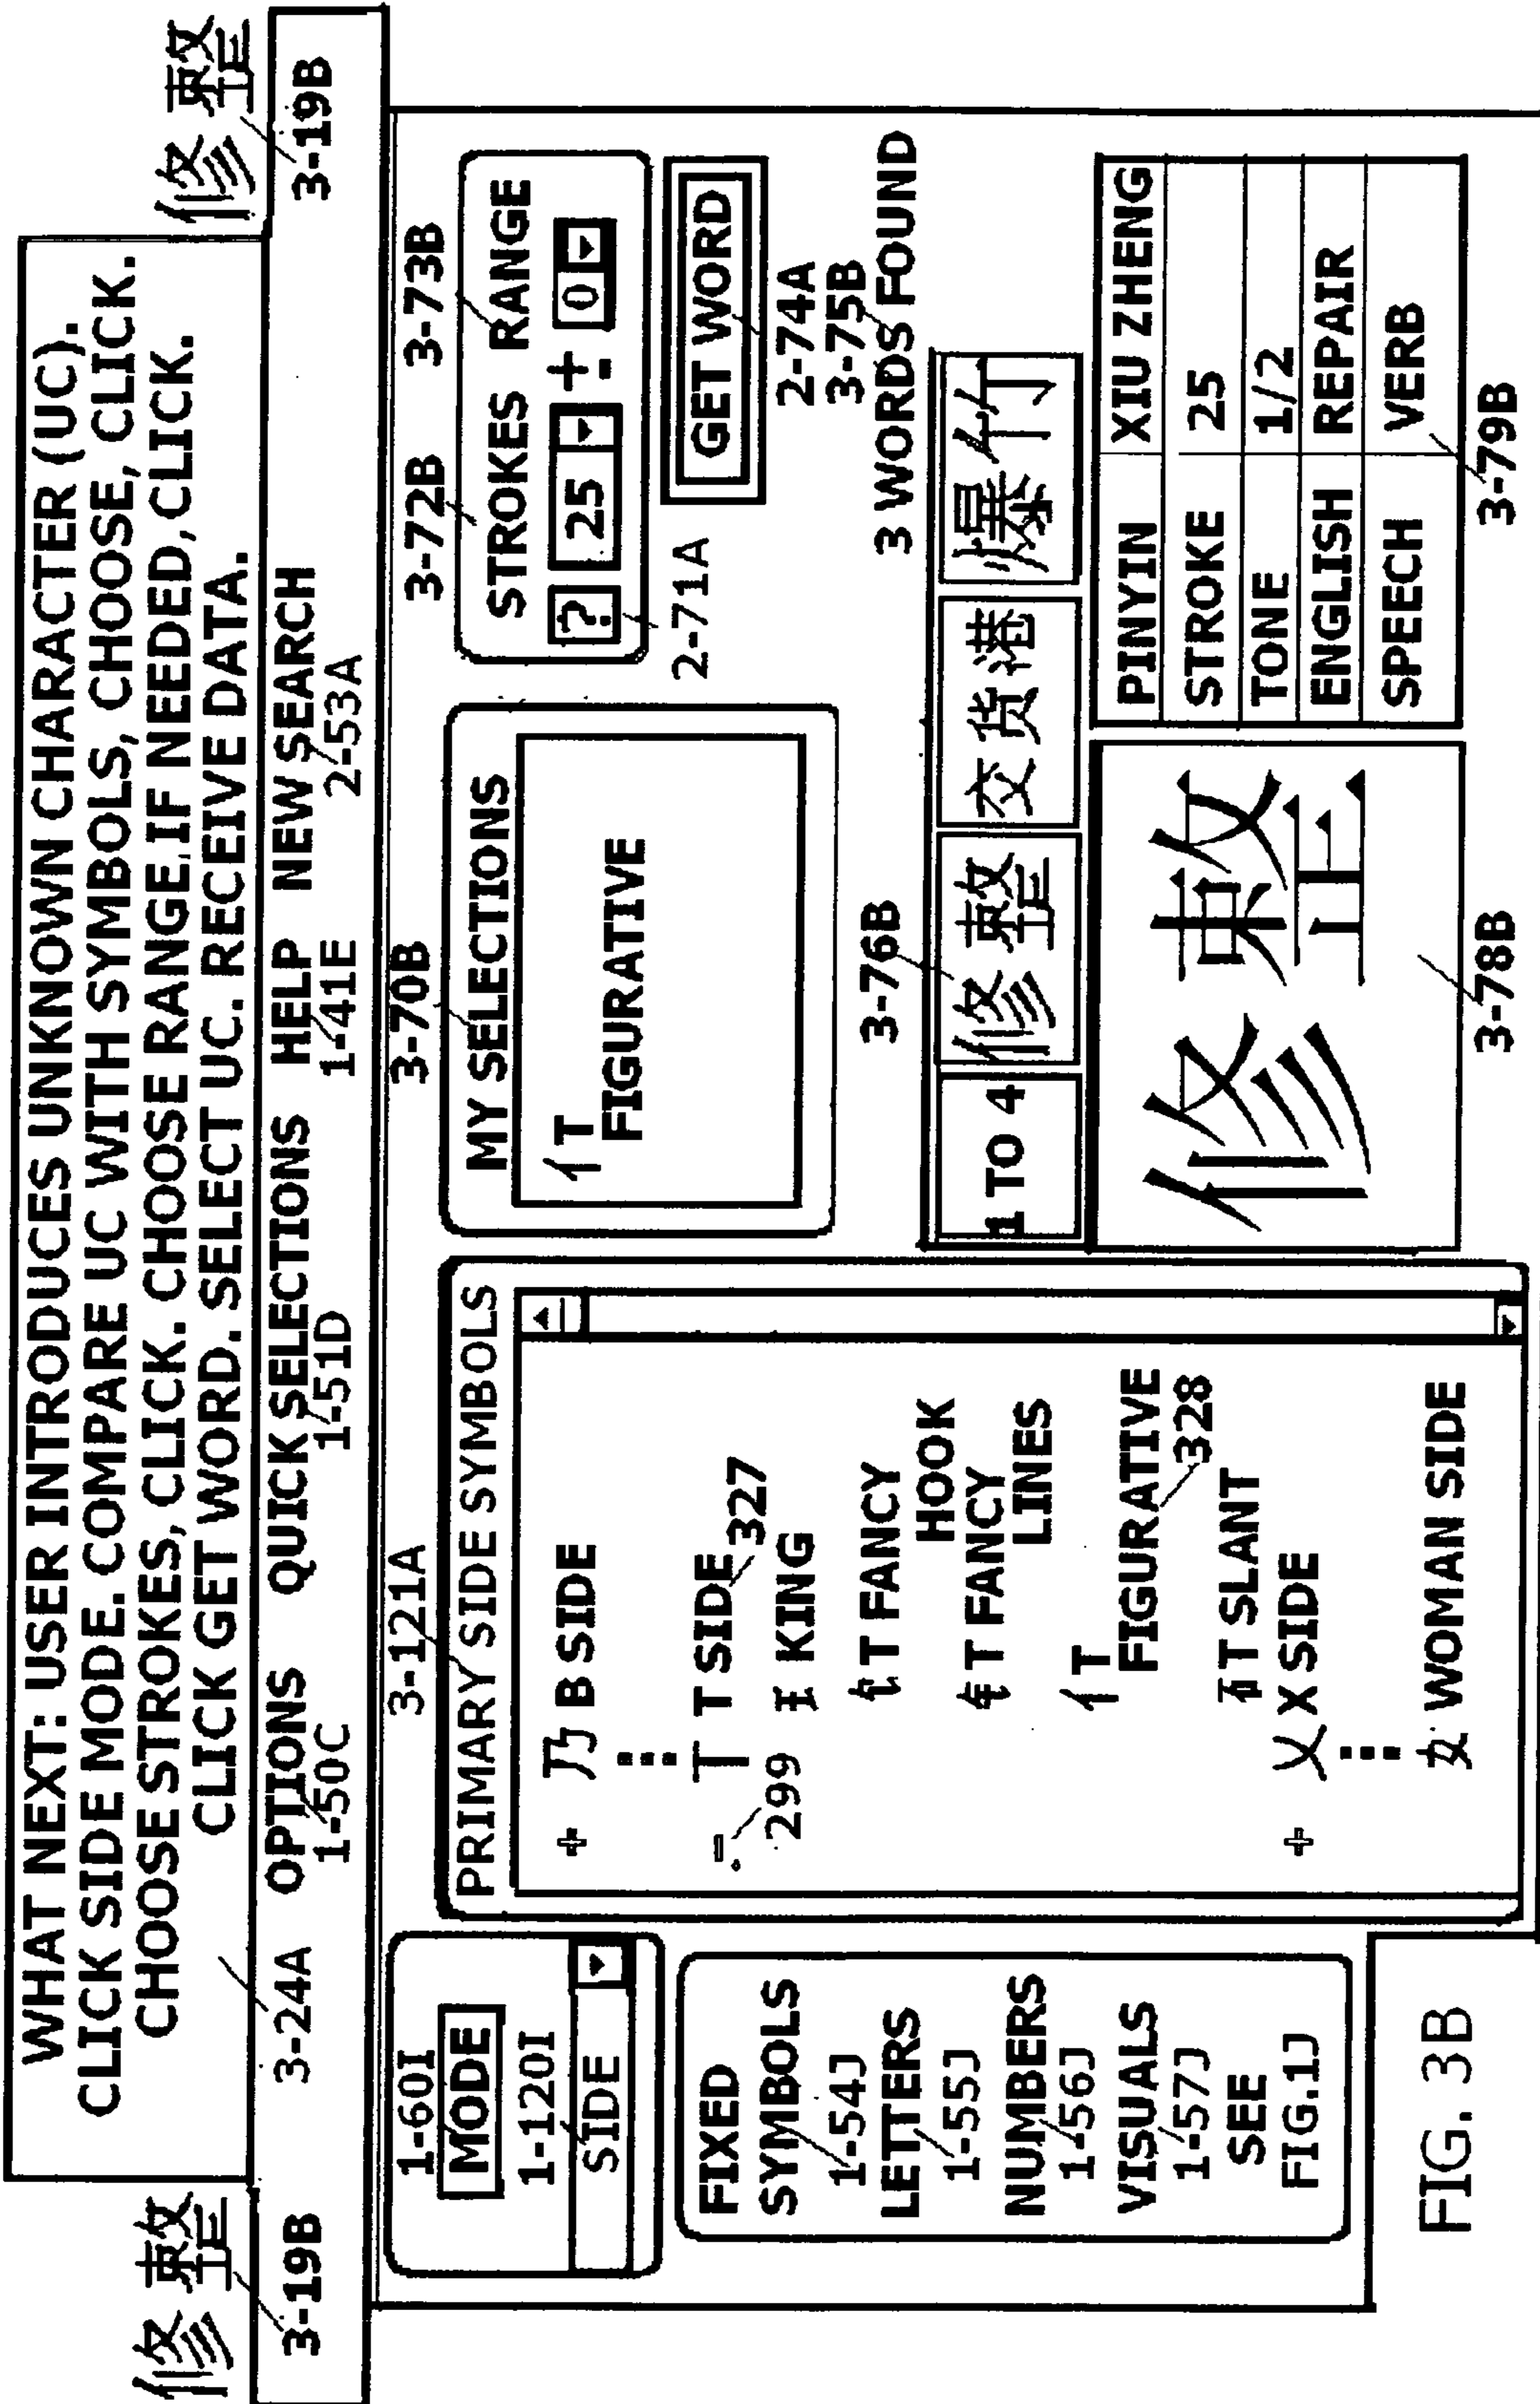 WHAT NEXT: USER INTRODUCES UNKNOWN CHARACTER (UC).
CLICK SIDE MODE. COMPARE UC WITH SYMBOLS, CHOOSE, CLICK.
CHOOSE STROKES, CLICK. CHOOSE RANGE,IF NEEDED, CLICK.
CLICK GET WORD. SELECT UC. RECEIVE DATA.
修整
修整
3-19B
3-24A
OPTIONS
1-50C
QUICK SELECTIONS
1-51D
HELP
1-41E
NEW SEARCH
2-53A
3-19B
1-60I
MODE
1-120I
SIDE
FIXED
SYMBOLS
1-54J
LETTERS
1-55J
NUMBERS
1-56J
VISUALS
1-57J
SEE
FIG.1J
3-121A
PRIMARY SIDE SYMBOLS
+ 乃 B SIDE
- 丅 T SIDE
299
327
KING
T FANCY
HOOK
T FANCY
LINES
T
FIGURATIVE
328
T SLANT
+ 乂 X SIDE
女 WOMAN SIDE
3-70B
MY SELECTIONS
亻T
FIGURATIVE
3-72B 3-73B
STROKES RANGE
? 25 ± 0
2-71A
GET WORD
2-74A
3-75B
3 WORDS FOUND
3-76B
1 TO 4 修整 交货港 爆竹
修整
3-78B
PINYIN XIU ZHENG
STROKE 25
TONE 1/2
ENGLISH REPAIR
SPEECH VERB
3-79B
FIG. 3B